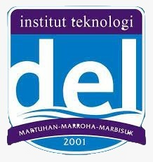 institut teknologi
del
MARTUHAN-MARROHA-MARBISUK
2001